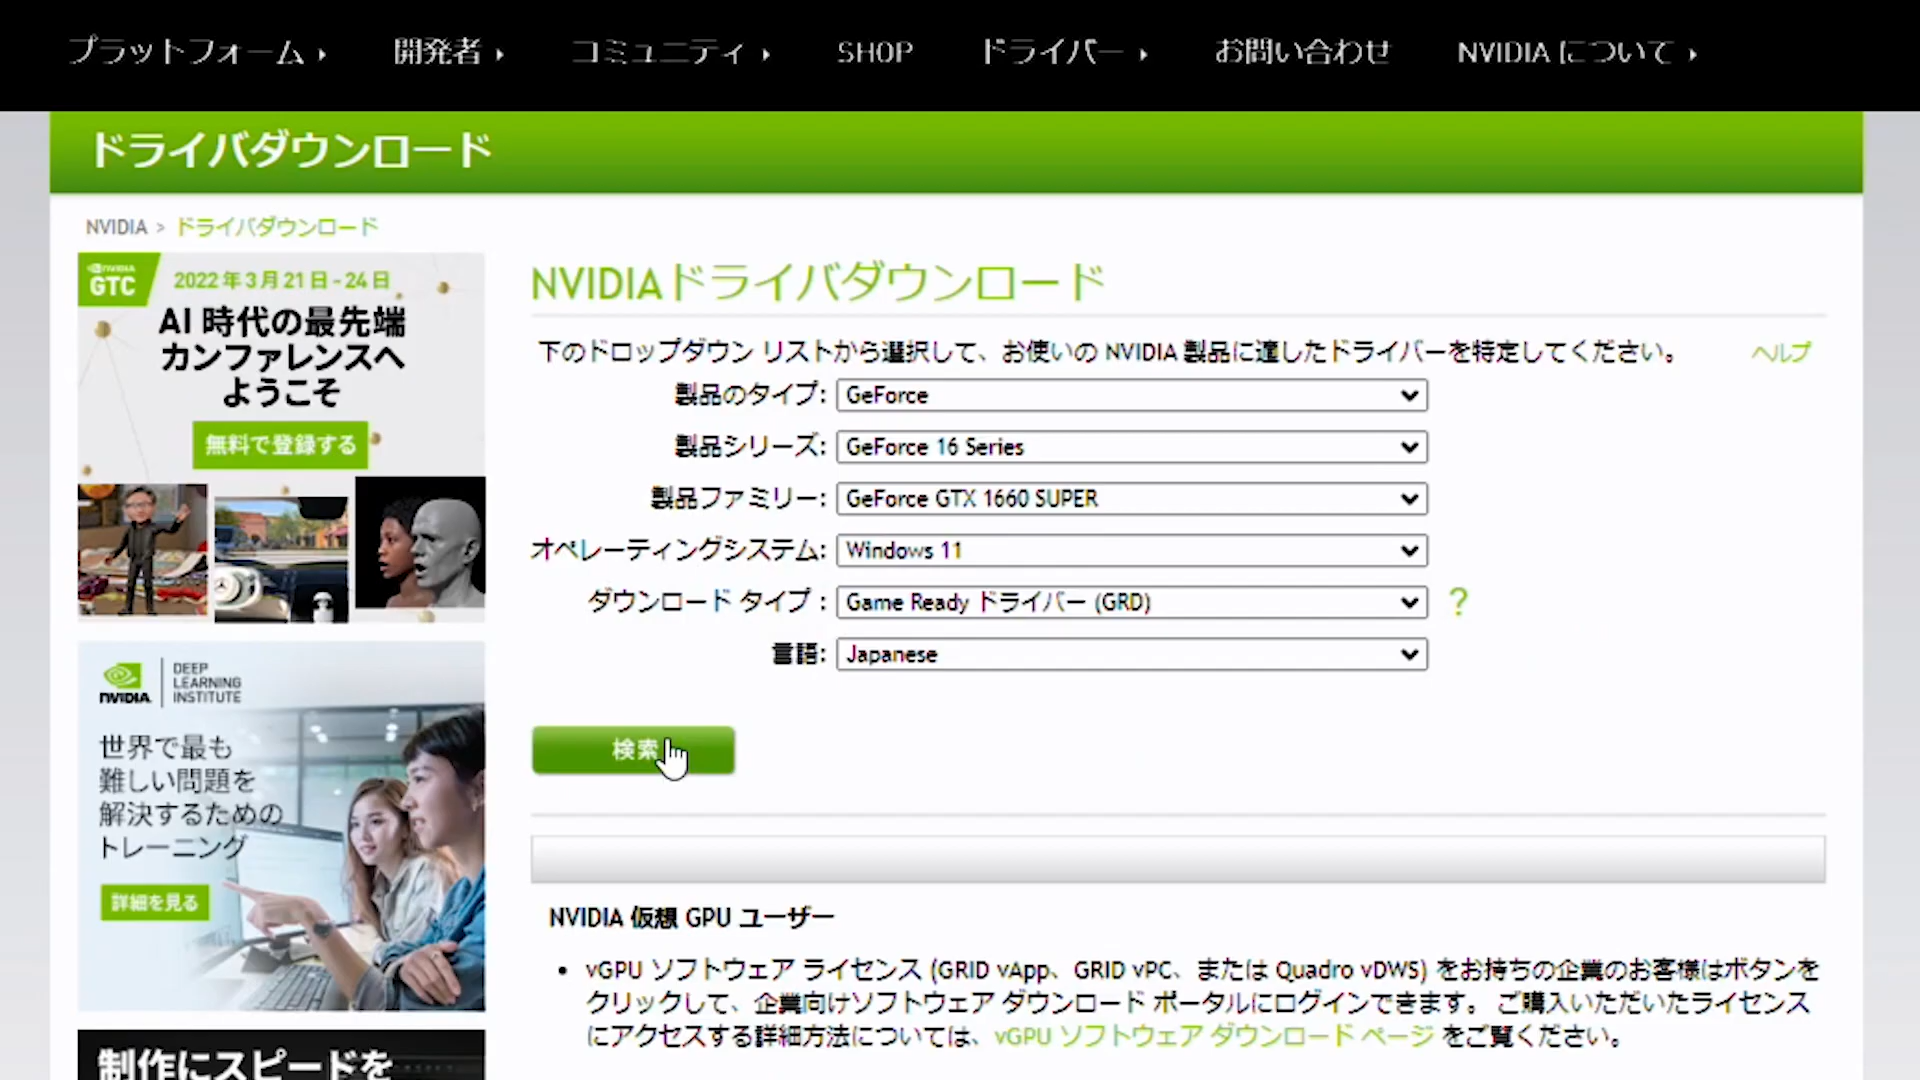 プラットフォーム
開発者
コミュニティ
SHOP
ドライバー
お問い合わせ
NVIDIA について
ドライバダウンロード
NVIDIA > ドライバダウンロード
NVIDIA
GTC
2022年3月21日-24日
AI 時代の最先端
カンファレンスへ
ようこそ
無料で登録する
NVIDIA
DEEP
LEARNING
INSTITUTE
世界で最も
難しい問題を
解決するための
トレーニング
詳細を見る
制作にスピードを
NVIDIAドライバダウンロード
下のドロップダウン リストから選択して、お使いの NVIDIA 製品に適したドライバーを特定してください。
ヘルプ
製品のタイプ: GeForce
製品シリーズ: GeForce 16 Series
製品ファミリー: GeForce GTX 1660 SUPER
オペレーティングシステム: Windows 11
ダウンロード タイプ : Game Ready ドライバー (GRD) ?
言語: Japanese
検索
NVIDIA 仮想 GPU ユーザー
• vGPU ソフトウェア ライセンス (GRID vApp、GRID vPC、または Quadro vDWS) をお持ちの企業のお客様はボタンを
クリックして、企業向けソフトウェア ダウンロード ポータルにログインできます。 ご購入いただいたライセンス
にアクセスする詳細方法については、vGPU ソフトウェア ダウンロード ページ をご覧ください。